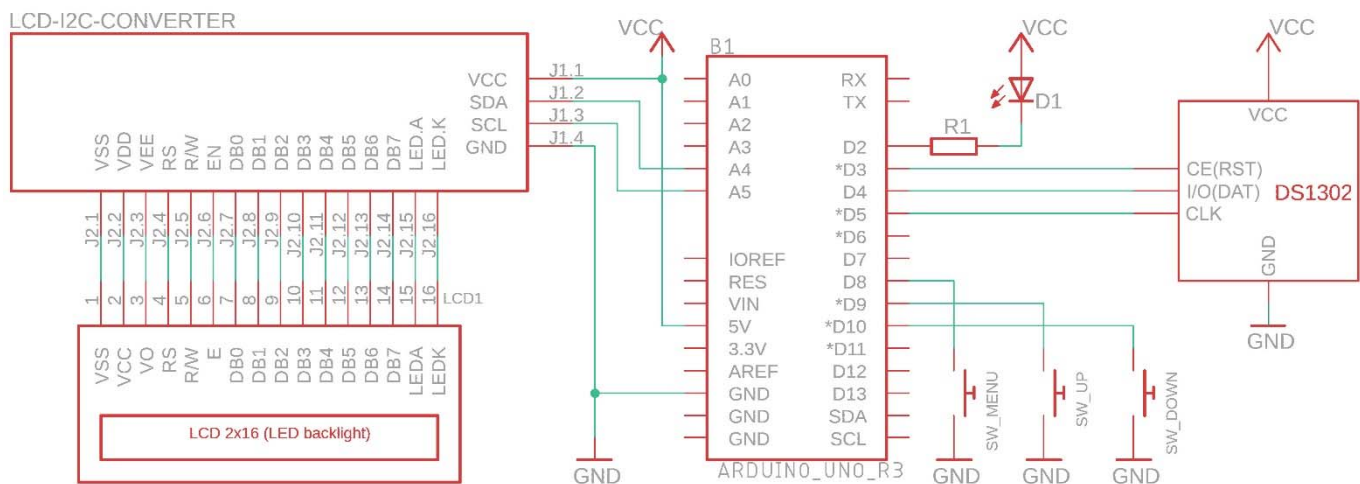 LCD-I2C-CONVERTER
VCC
SDA
SCL
GND
J1.1
J1.2
J1.3
J1.4
VSS
VDD
VEE
RS
R/W
EN
DB0
DB1
DB2
DB3
DB4
DB5
DB6
DB7
LED.A
LED.K
J2.1
J2.2
J2.3
J2.4
J2.5
J2.6
J2.7
J2.8
J2.9
J2.10
J2.11
J2.12
J2.13
J2.14
J2.15
J2.16
1
2
3
4
5
6
7
8
9
10
11
12
13
14
15
16
LCD1
VSS
VCC
VO
RS
R/W
E
DB0
DB1
DB2
DB3
DB4
DB5
DB6
DB7
LEDA
LEDK
LCD 2x16 (LED backlight)
VCC
GND
B1
A0
A1
A2
A3
A4
A5
IOREF
RES
VIN
5V
3.3V
AREF
GND
GND
GND
RX
TX
D2
*D3
D4
*D5
*D6
D7
D8
*D9
*D10
*D11
D12
D13
SDA
SCL
ARDUINO_UNO_R3
VCC
D1
R1
SW_MENU
GND
SW_UP
GND
SW_DOWN
GND
VCC
VCC
CE(RST)
I/O(DAT)
CLK
DS1302
GND
GND